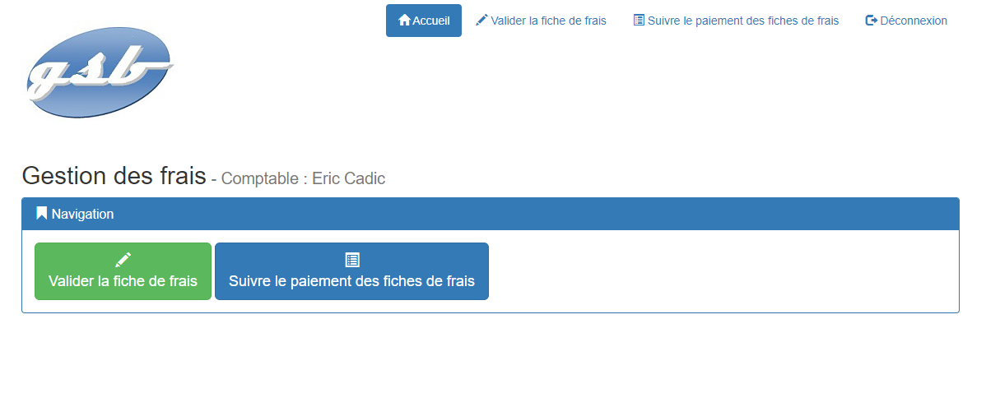 Accueil Valider la fiche de frais Suivre le paiement des fiches de frais Déconnexion
gsb
Gestion des frais - Comptable : Eric Cadic
Navigation
Valider la fiche de frais Suivre le paiement des fiches de frais